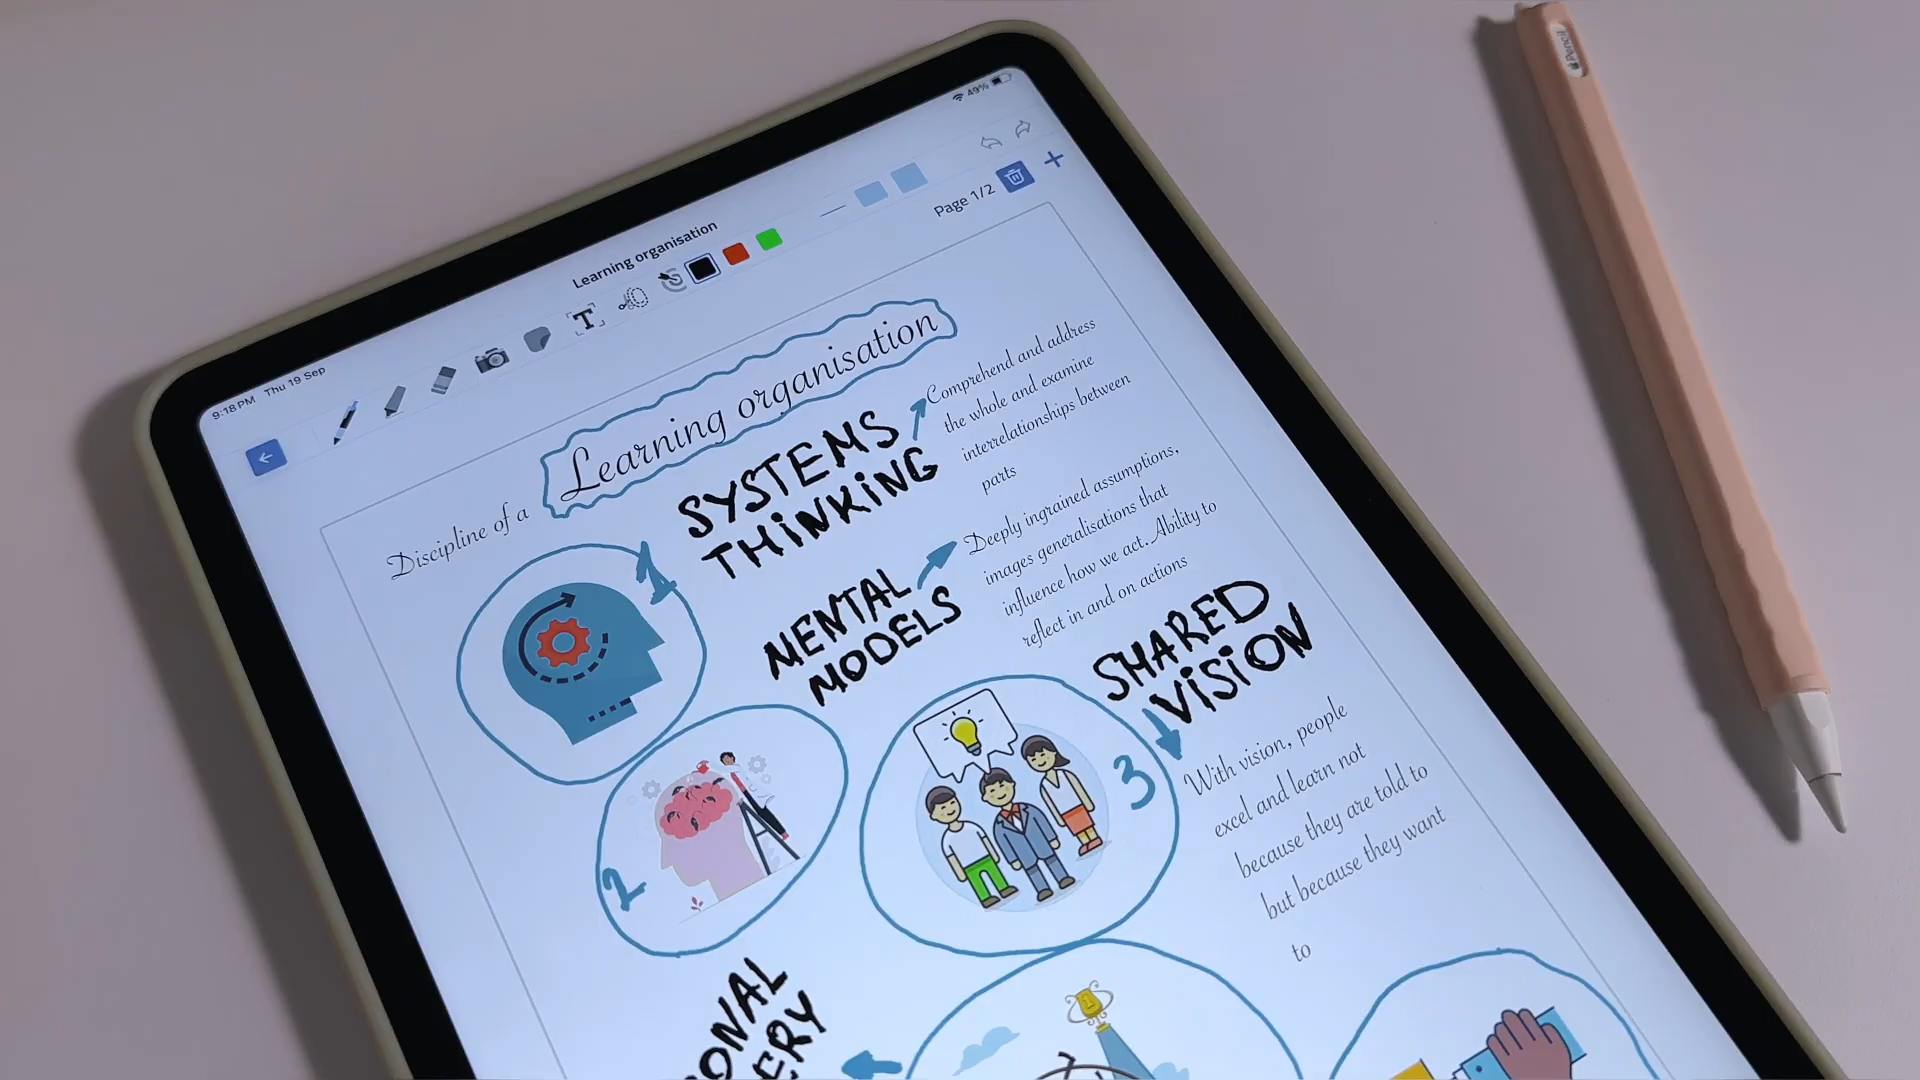 9:18 PM Thu 19 Sep
49%
Learning organisation
T
Page 1/2
Discipline of a Learning organisation
1
SYSTEMS
THINKING
Comprehend and address
the whole and examine
interrelationships between
parts
MENTAL
MODELS
Deeply ingrained assumptions,
images generalisations that
influence how we act. Ability to
reflect in and on actions
2
SHARED
VISION
3
With vision, people
excel and learn not
because they are told to
but because they want
to
ONAL
ERY
1
Pencil